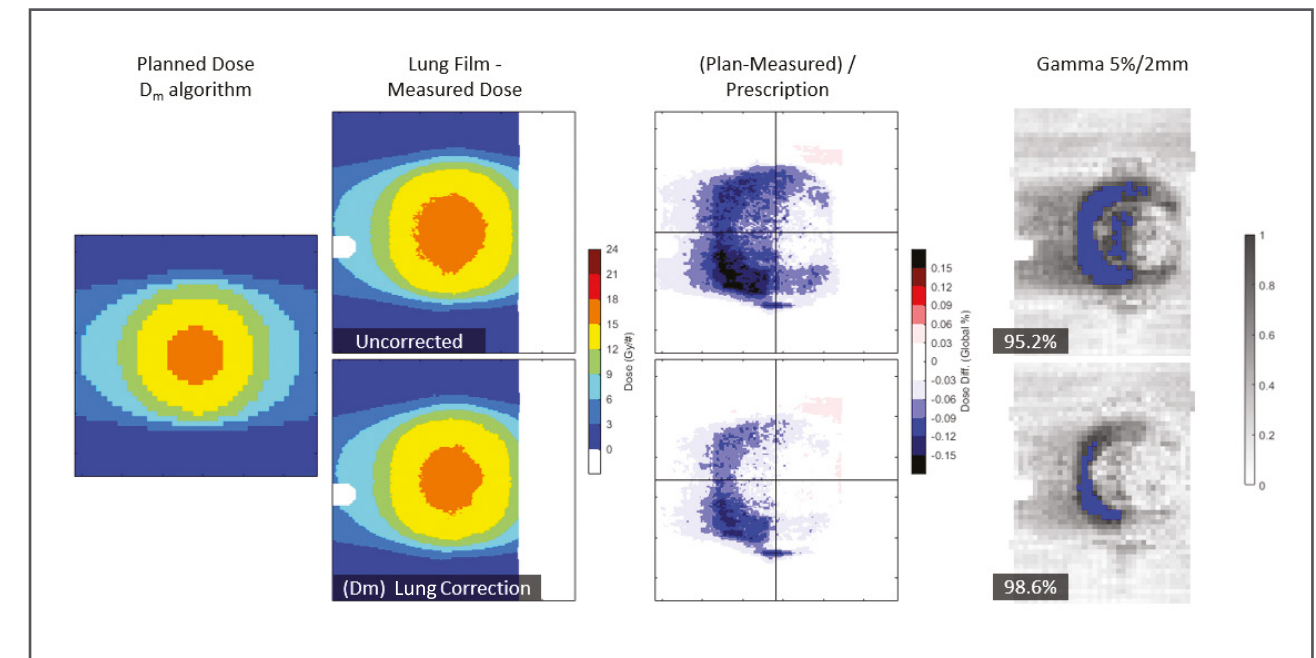 Planned Dose
Dm algorithm
Lung Film -
Measured Dose
(Plan-Measured) /
Prescription
Gamma 5%/2mm
Uncorrected
(Dm) Lung Correction
24
21
18
15
12
9
6
3
0
Dose (Gy/#)
0.15
0.12
0.09
0.06
0.03
0
-0.03
-0.06
-0.09
-0.12
-0.15
Dose Diff. (Global %)
95.2%
98.6%
1
0.8
0.6
0.4
0.2
0